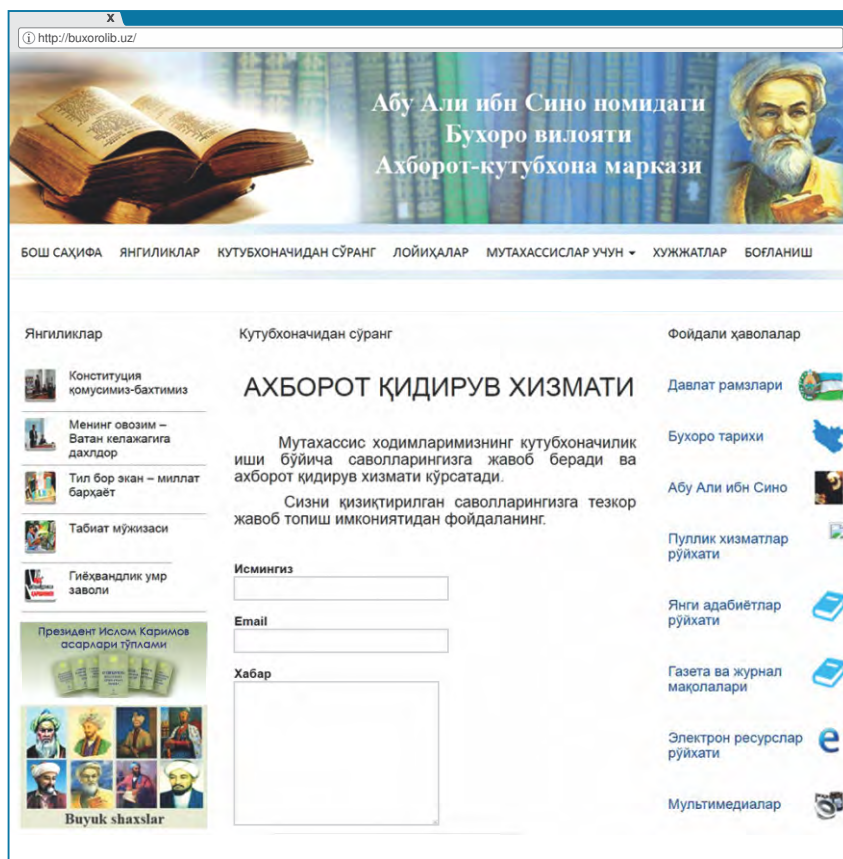 X
http://buxorolib.uz/
Абу Али ибн Сино номидаги
Бухоро вилояти
Ахборот-кутубхона маркази
БОШ САҲИФА ЯНГИЛИКЛАР КУТУБХОНАЧИДАН СЎРАНГ ЛОЙИҲАЛАР МУТАХАССИСЛАР УЧУН ХУЖЖАТЛАР БОҒЛАНИШ
Янгиликлар
Конституция
қомусимиз-бахтимиз
Менинг овозим –
Ватан келажагига
дахлдор
Тил бор экан – миллат
барҳаёт
Табиат мўжизаси
Гиёҳвандлик умр
заволи
Президент Ислом Каримов
асарлари тўплами
Buyuk shaxslar
Кутубхоначидан сўранг
АХБОРОТ ҚИДИРУВ ХИЗМАТИ
Мутахассис ходимларимизнинг кутубхоначилик
иши бўйича саволларингизга жавоб беради ва
ахборот қидирув хизмати кўрсатади.
Сизни қизиқтирилган саволларингизга тезкор
жавоб топиш имкониятидан фойдаланинг.
Исмингиз
Email
Хабар
Фойдали ҳаволалар
Давлат рамзлари
Бухоро тарихи
Абу Али ибн Сино
Пуллик хизматлар
рўйхати
Янги адабиётлар
рўйхати
Газета ва журнал
мақолалари
Электрон ресурслар
рўйхати
Мультимедиалар